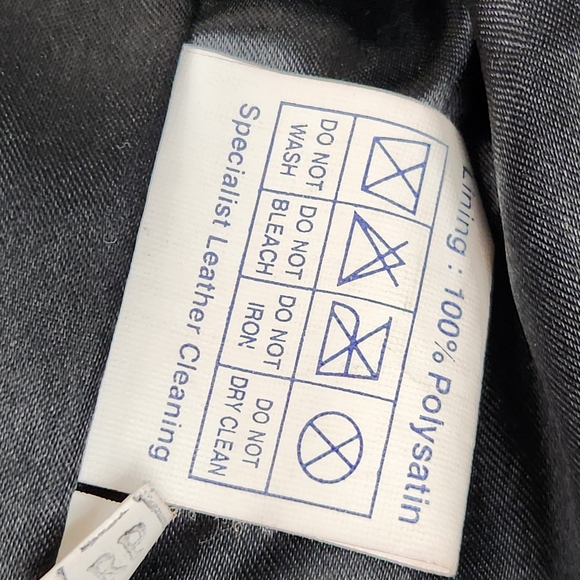 Lining : 100% Polysatin
DO NOT
WASH
DO NOT
BLEACH
DO NOT
IRON
DO NOT
DRY CLEAN
Specialist Leather Cleaning